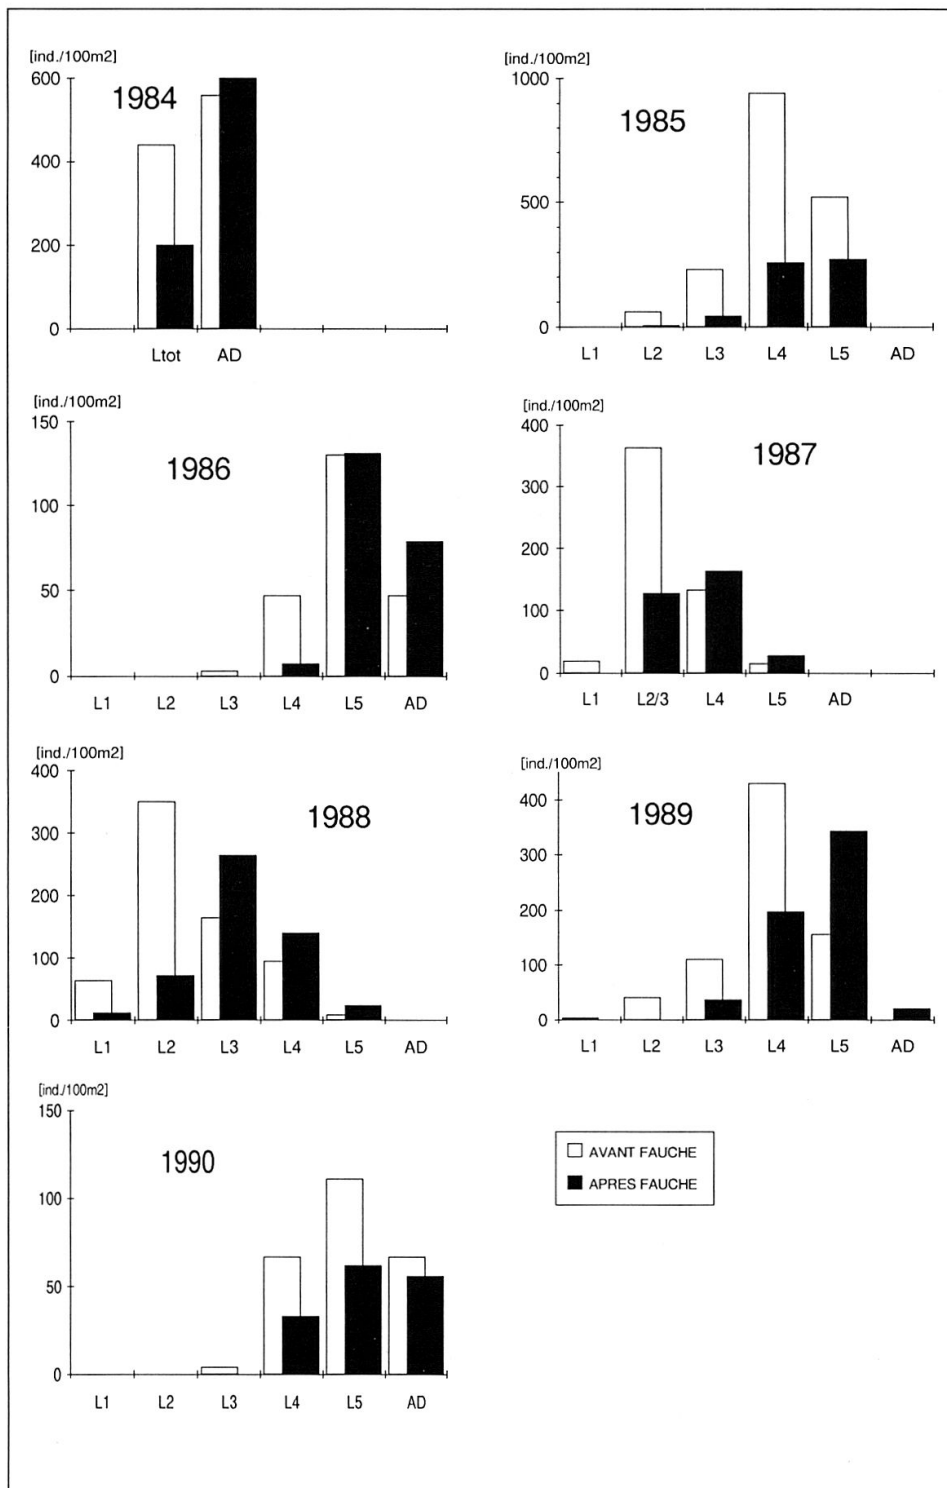 [ind./100m2]
1984
600
400
200
0
Ltot AD
[ind./100m2]
1985
1000
500
0
L1 L2 L3 L4 L5 AD
[ind./100m2]
1986
150
100
50
0
L1 L2 L3 L4 L5 AD
[ind./100m2]
1987
400
300
200
100
0
L1 L2/3 L4 L5 AD
[ind./100m2]
1988
400
300
200
100
0
L1 L2 L3 L4 L5 AD
[ind./100m2]
1989
400
300
200
100
0
L1 L2 L3 L4 L5 AD
[ind./100m2]
1990
150
100
50
0
L1 L2 L3 L4 L5 AD
AVANT FAUCHE
APRES FAUCHE